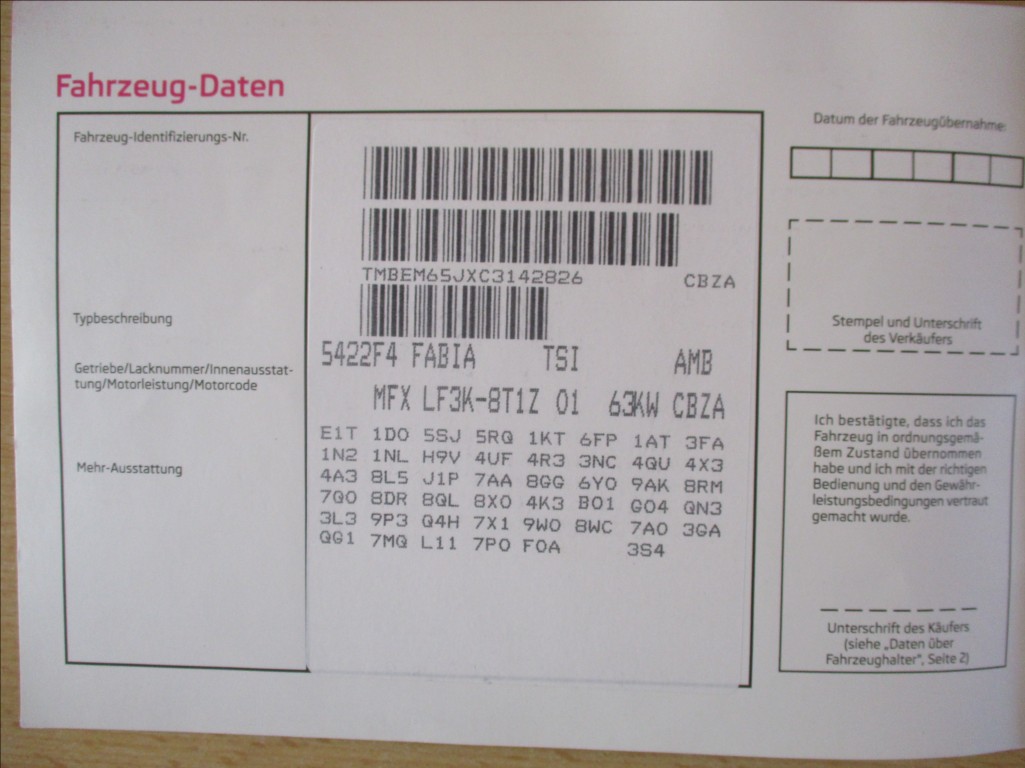 Fahrzeug-Daten
Fahrzeug-Identifizierungs-Nr.
TMBEM65JXC3142826 CBZA
Typbeschreibung
5422F4 FABIA TSI AMB
Getriebe/Lacknummer/Innenausstat-
tung/Motorleistung/Motorcode
MFX LF3K-8T1Z 01 63KW CBZA
Mehr-Ausstattung
E1T 1D0 5SJ 5RQ 1KT 6FP 1AT 3FA
1N2 1NL H9V 4UF 4R3 3NC 4QU 4X3
4A3 8L5 J1P 7AA 8GG 6Y0 9AK 8RM
7Q0 8DR 8QL 8X0 4K3 B01 G04 QN3
3L3 9P3 Q4H 7X1 9W0 8WC 7A0 3GA
QG1 7MQ L11 7P0 F0A 3S4
Datum der Fahrzeugübernahme:
Stempel und Unterschrift
des Verkäufers
Ich bestätigte, dass ich das
Fahrzeug in ordnungsgemä-
ßem Zustand übernommen
habe und ich mit der richtigen
Bedienung und den Gewähr-
leistungsbedingungen vertraut
gemacht wurde.
Unterschrift des Käufers
(siehe „Daten über
Fahrzeughalter", Seite 2)